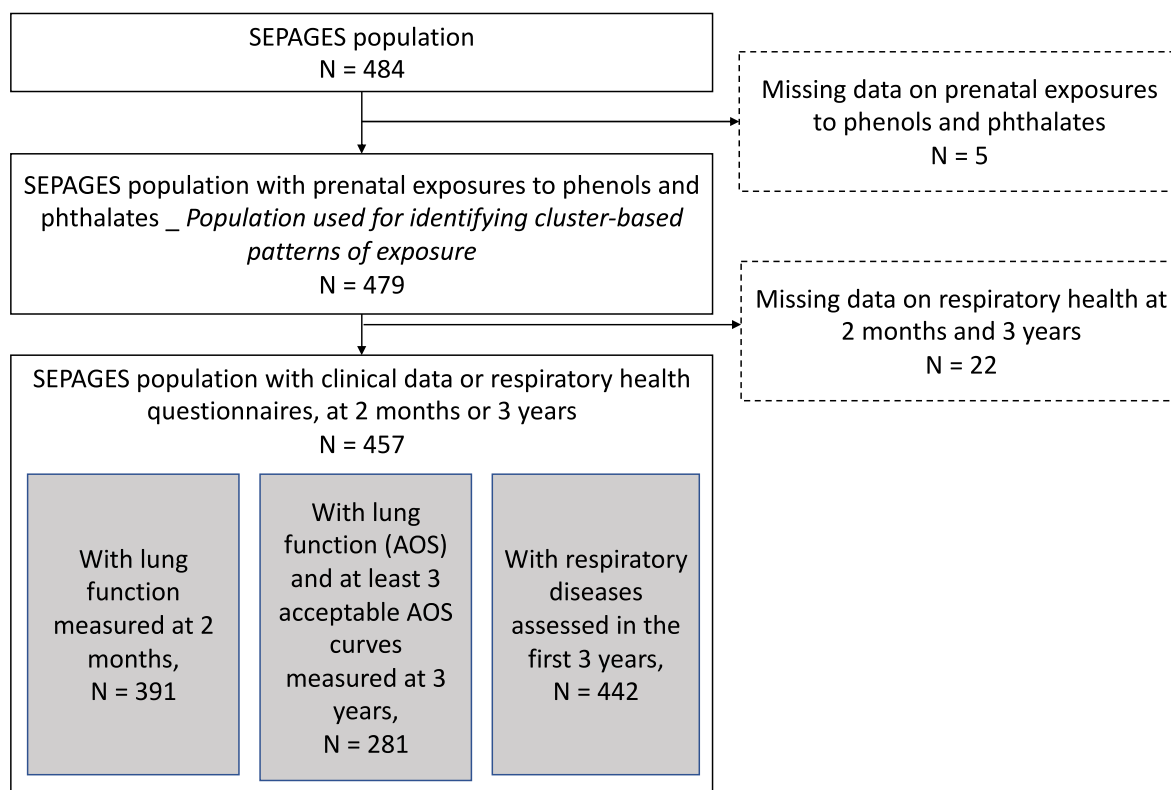 SEPAGES population
N = 484
Missing data on prenatal exposures
to phenols and phthalates
N = 5
SEPAGES population with prenatal exposures to phenols and
phthalates _ Population used for identifying cluster-based
patterns of exposure
N = 479
Missing data on respiratory health at
2 months and 3 years
N = 22
SEPAGES population with clinical data or respiratory health
questionnaires, at 2 months or 3 years
N = 457
With lung
function
measured at 2
months,
N = 391
With lung
function (AOS)
and at least 3
acceptable AOS
curves
measured at 3
years,
N = 281
With respiratory
diseases
assessed in the
first 3 years,
N = 442